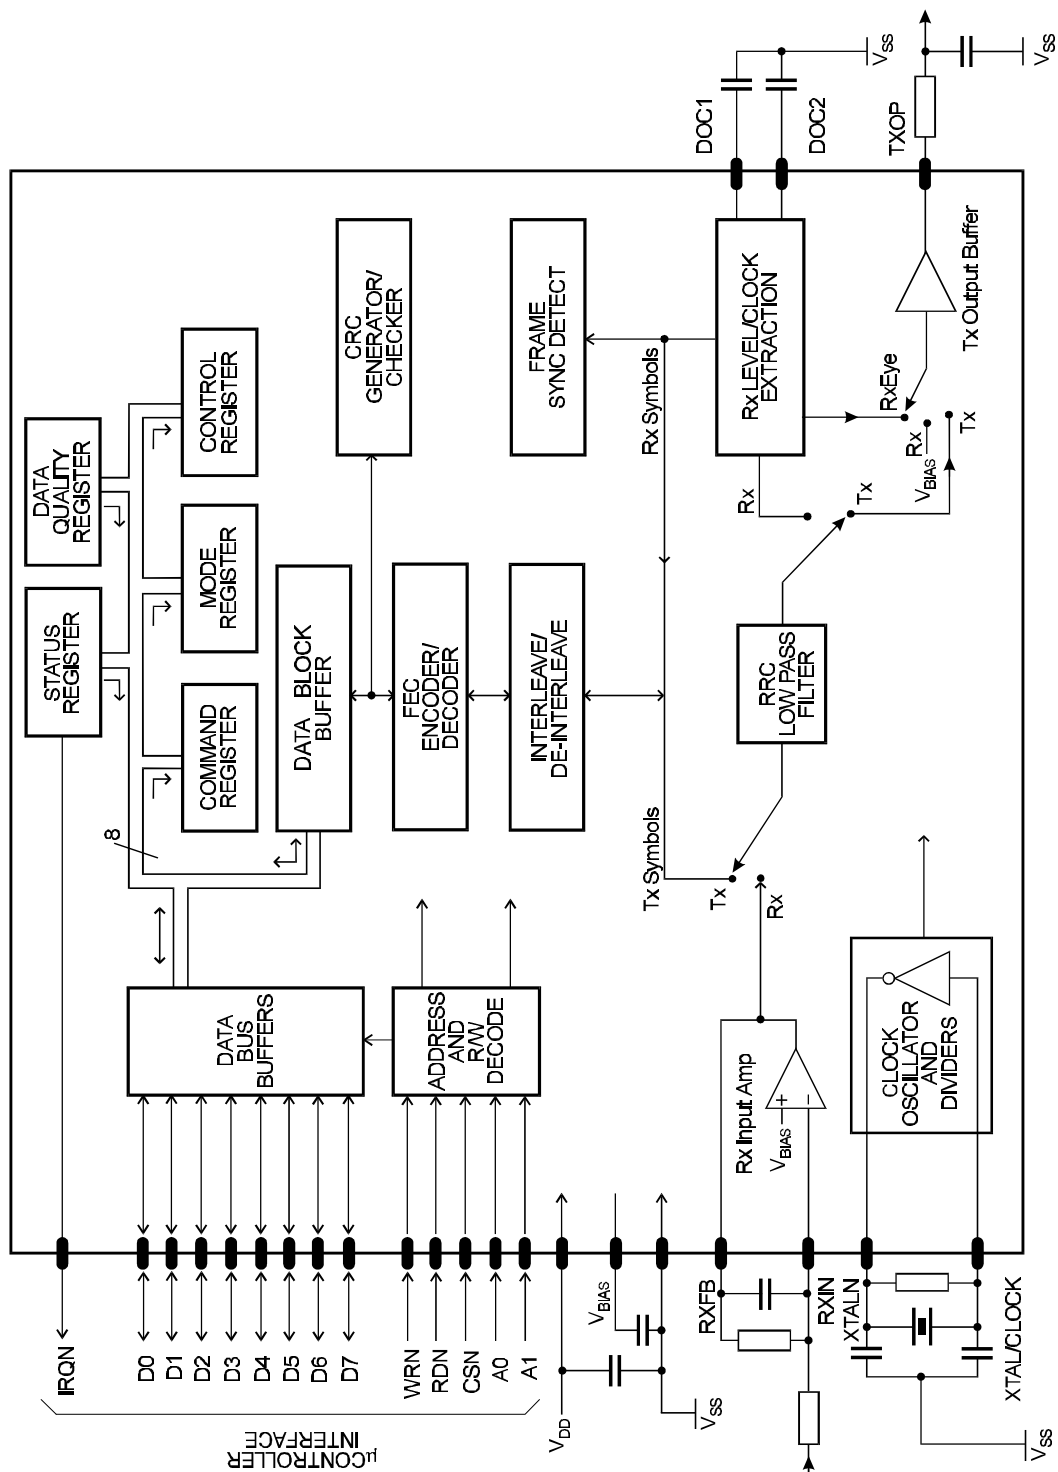 µCONTROLLER
INTERFACE
IRQN
D0
D1
D2
D3
D4
D5
D6
D7
WRN
RDN
CSN
A0
A1
VDD
VBIAS
VSS
RXFB
RXIN
XTALN
XTAL/CLOCK
VSS
STATUS
REGISTER
DATA
QUALITY
REGISTER
COMMAND
REGISTER
MODE
REGISTER
CONTROL
REGISTER
8
DATA
BUS
BUFFERS
ADDRESS
AND
R/W
DECODE
DATA BLOCK
BUFFER
CRC
GENERATOR/
CHECKER
FEC
ENCODER/
DECODER
INTERLEAVE/
DE-INTERLEAVE
FRAME
SYNC DETECT
Tx Symbols
Rx Symbols
Rx Input Amp
VBIAS
+
−
Tx
Rx
RRC
LOW PASS
FILTER
Rx
Tx
Rx LEVEL/CLOCK
EXTRACTION
RxEye
Rx
VBIAS
Tx
Tx Output Buffer
CLOCK
OSCILLATOR
AND
DIVIDERS
DOC1
DOC2
VSS
TXOP
VSS